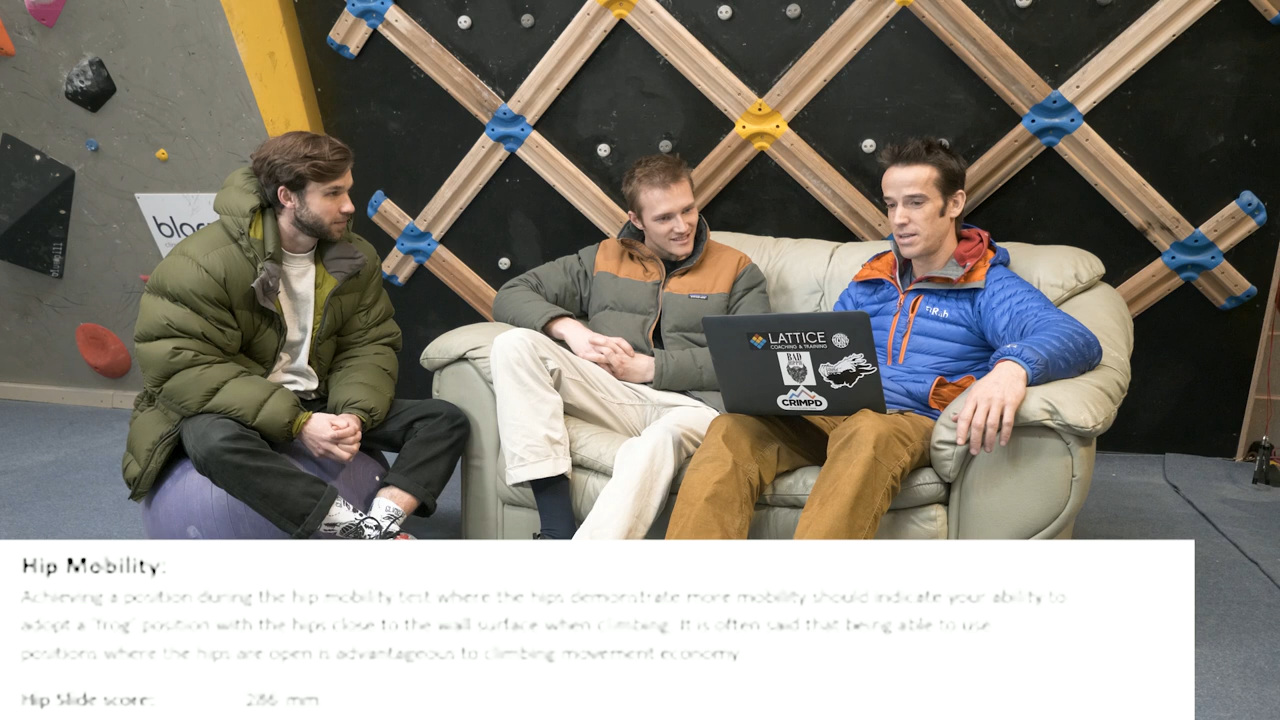 bloc
LATTICE
COACHING & TRAINING
BAD
CRIMPD
Hip Mobility:
Achieving a position during the hip mobility test where the hips demonstrate more mobility should indicate your ability to
adopt a "frog" position with the hips close to the wall surface when climbing. It is often said that being able to use
positions where the hips are open is advantageous to climbing movement economy
Hip Slide score: 286 mm